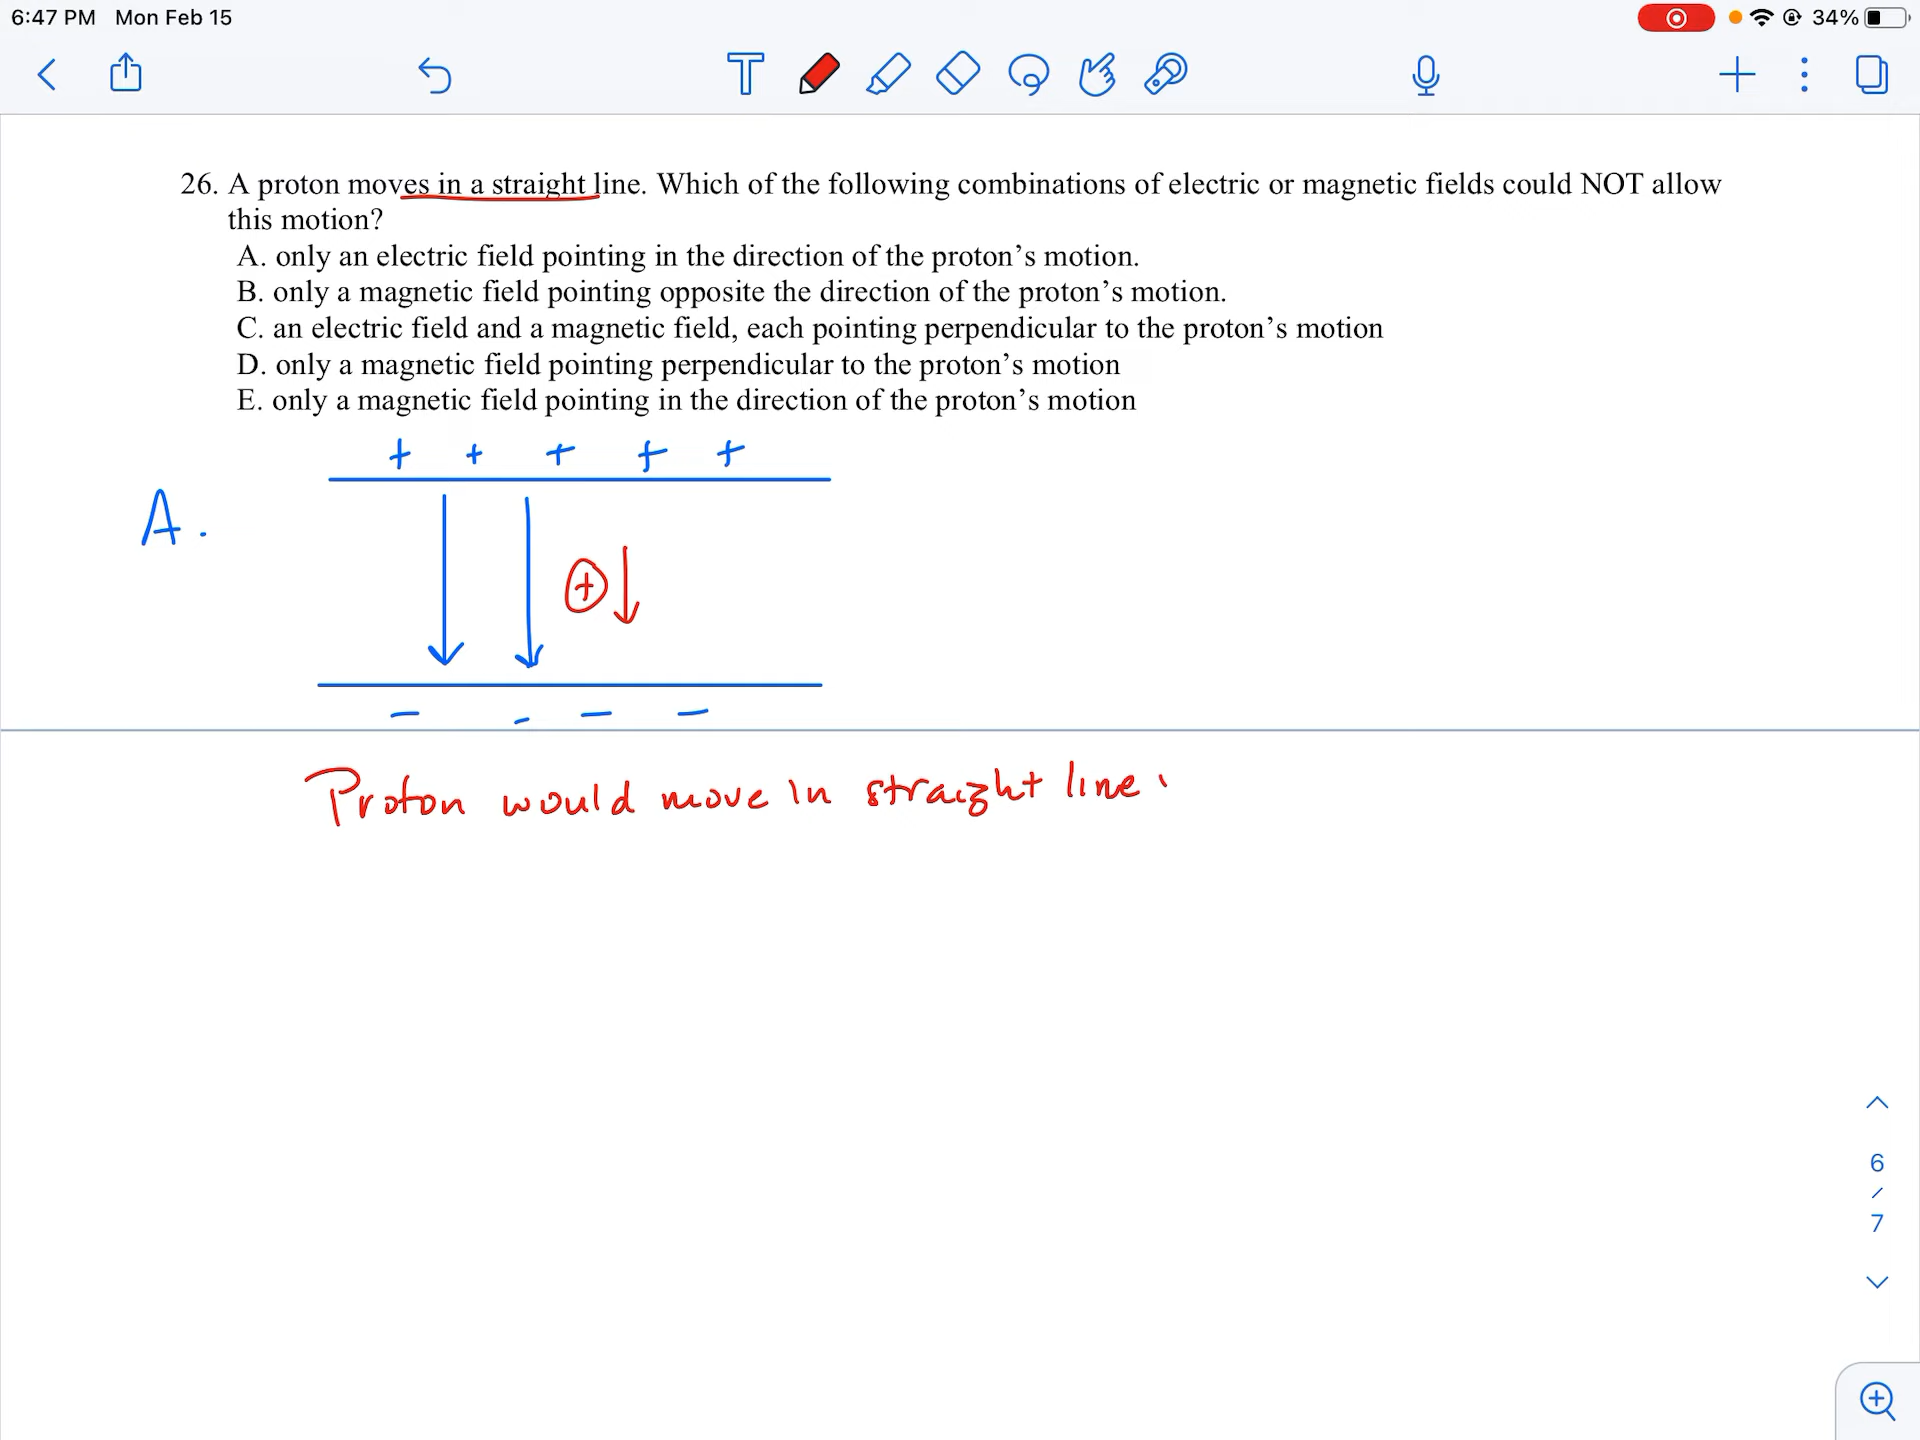 6:47 PM Mon Feb 15
34%
T
26. A proton moves in a straight line. Which of the following combinations of electric or magnetic fields could NOT allow
this motion?
A. only an electric field pointing in the direction of the proton’s motion.
B. only a magnetic field pointing opposite the direction of the proton’s motion.
C. an electric field and a magnetic field, each pointing perpendicular to the proton’s motion
D. only a magnetic field pointing perpendicular to the proton’s motion
E. only a magnetic field pointing in the direction of the proton’s motion
+ + + + +
A.
+
- - - -
Proton would move in straight line.
6
/
7